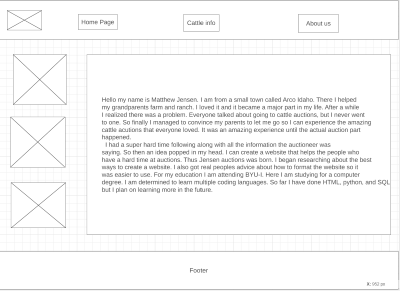 Home Page
Cattle info
About us
Hello my name is Matthew Jensen, I am from a small town called Arco Idaho. There I helped
my grandparents farm and ranch. I loved it and it became a major part in my life. After a while
I realized there was a problem. Everyone talked about going to cattle auctions, but I never went
to one. So finally I managed to convince my parents to let me go so I can experience the amazing
cattle acutions that everyone loved. It was an amazing experience until the actual auction part
happened.
I had a super hard time following along with all the information the auctioneer was
saying. So then an idea popped in my head. I can create a website that helps the people who
have a hard time at auctions. Thus Jensen auctions was born. I began researching about the best
ways to create a website. I also got real peoples advice about how to format the website so it
was easier to use. For my education I am attending BYU-I. Here I am studying for a computer
degree. I am determined to learn multiple coding languages. So far I have done HTML, python, and SQL
but I plan on learning more in the future.
Footer